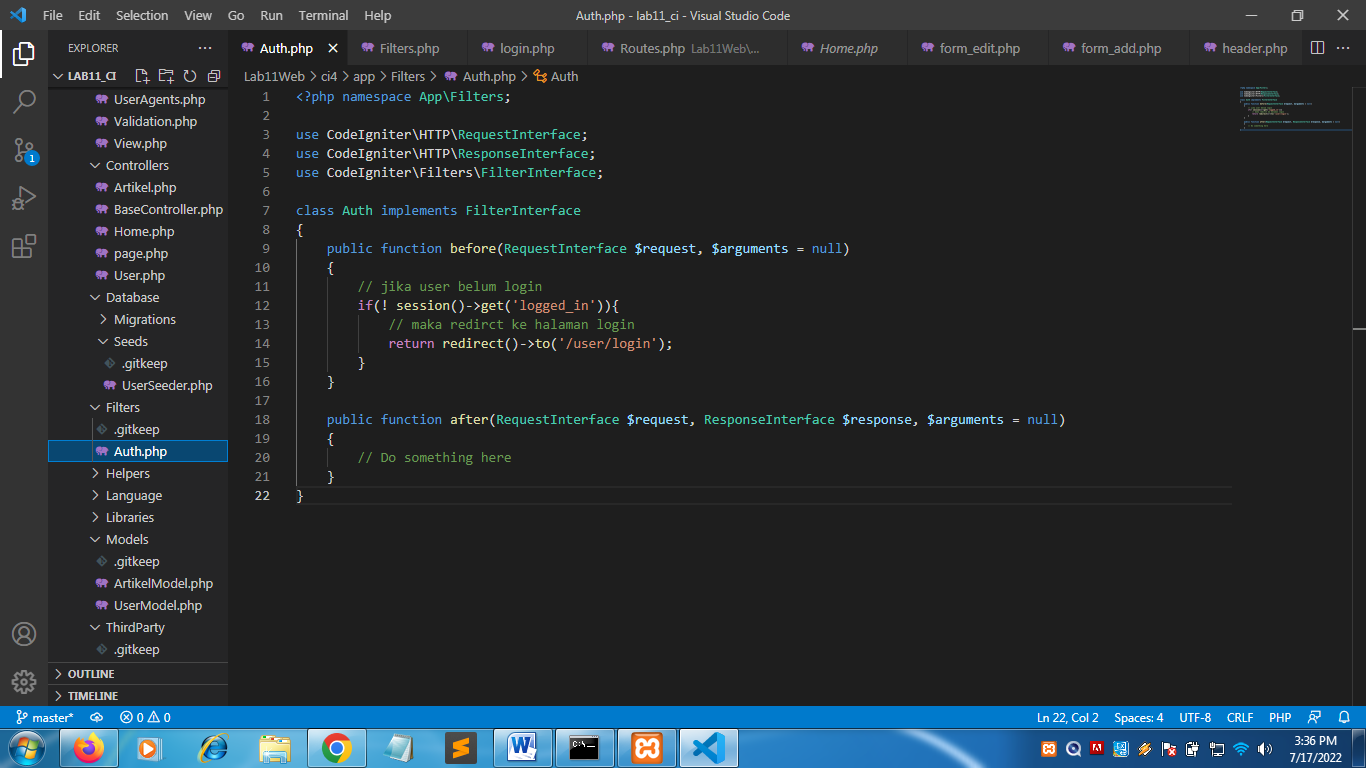 File Edit Selection View Go Run Terminal Help
Auth.php - lab11_ci - Visual Studio Code
EXPLORER
LAB11_CI
UserAgents.php
Validation.php
View.php
Controllers
Artikel.php
BaseController.php
Home.php
page.php
User.php
Database
Migrations
Seeds
.gitkeep
UserSeeder.php
Filters
.gitkeep
Auth.php
Helpers
Language
Libraries
Models
.gitkeep
ArtikelModel.php
UserModel.php
ThirdParty
.gitkeep
OUTLINE
TIMELINE
1
Auth.php Filters.php login.php Routes.php Lab11Web\... Home.php form_edit.php form_add.php header.php
Lab11Web > ci4 > app > Filters > Auth.php > Auth
1 <?php namespace App\Filters;
2
3 use CodeIgniter\HTTP\RequestInterface;
4 use CodeIgniter\HTTP\ResponseInterface;
5 use CodeIgniter\Filters\FilterInterface;
6
7 class Auth implements FilterInterface
8 {
9 public function before(RequestInterface $request, $arguments = null)
10 {
11 // jika user belum login
12 if(! session()->get('logged_in')){
13 // maka redirct ke halaman login
14 return redirect()->to('/user/login');
15 }
16 }
17
18 public function after(RequestInterface $request, ResponseInterface $response, $arguments = null)
19 {
20 // Do something here
21 }
22 }
master* 0 0 Ln 22, Col 2 Spaces: 4 UTF-8 CRLF PHP
3:36 PM
7/17/2022